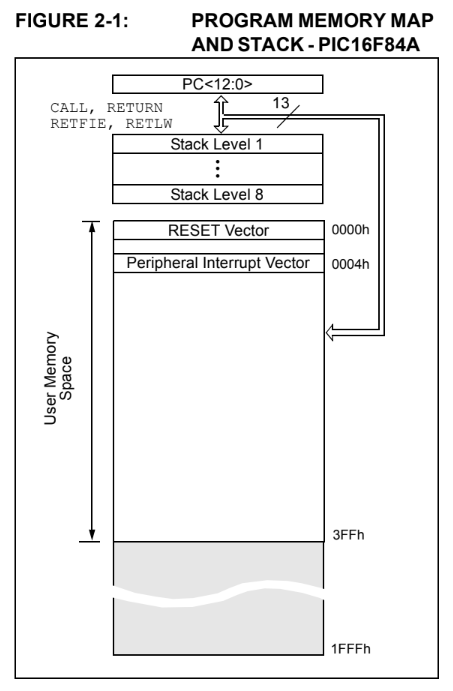 FIGURE 2-1: PROGRAM MEMORY MAP
AND STACK - PIC16F84A
PC<12:0>
CALL, RETURN
RETFIE, RETLW
13
Stack Level 1
Stack Level 8
RESET Vector
0000h
Peripheral Interrupt Vector
0004h
User Memory
Space
3FFh
1FFFh